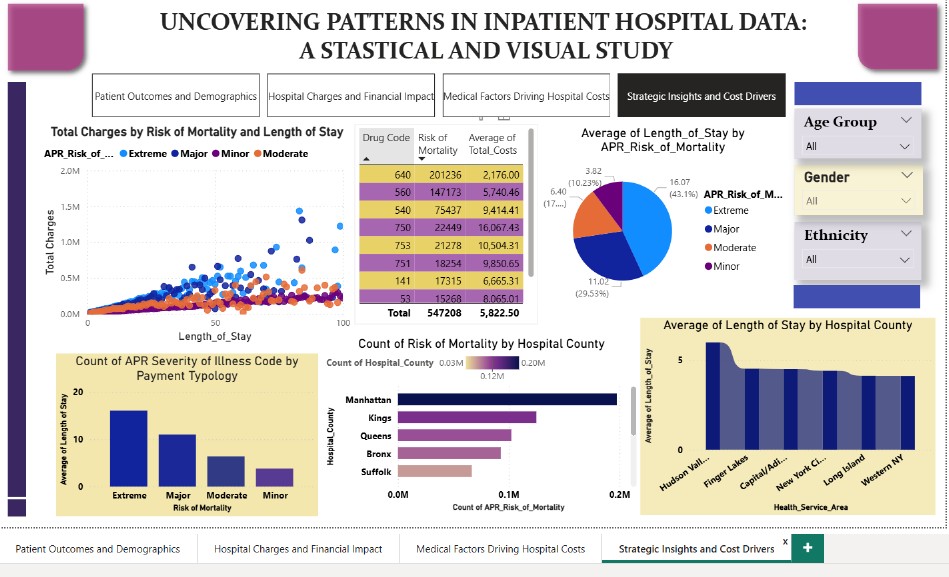 UNCOVERING PATTERNS IN INPATIENT HOSPITAL DATA:
A STASTICAL AND VISUAL STUDY
Patient Outcomes and Demographics
Hospital Charges and Financial Impact
Medical Factors Driving Hospital Costs
Strategic Insights and Cost Drivers
Total Charges by Risk of Mortality and Length of Stay
APR_Risk_of_... Extreme Major Minor Moderate
Total Charges
2.0M
1.5M
1.0M
0.5M
0.0M
0 50 100
Length_of_Stay
Drug Code Risk of Mortality Average of Total_Costs
640 201236 2,176.00
560 147173 5,740.46
540 75437 9,414.41
750 22449 16,067.43
753 21278 10,504.31
751 18254 9,850.65
141 17315 6,665.31
53 15268 8,065.01
Total 547208 5,822.50
Average of Length_of_Stay by
APR_Risk_of_Mortality
3.82
(10.23%)
6.40
(17....)
16.07
(43.1%)
11.02
(29.53%)
APR_Risk_of_M...
Extreme
Major
Moderate
Minor
Age Group
All
Gender
All
Ethnicity
All
Count of APR Severity of Illness Code by
Payment Typology
Average of Length of Stay
20
10
0
Extreme Major Moderate Minor
Risk of Mortality
Count of Risk of Mortality by Hospital County
Count of Hospital_County 0.03M 0.20M
0.12M
Hospital_County
Manhattan
Kings
Queens
Bronx
Suffolk
0.0M 0.1M 0.2M
Count of APR_Risk_of_Mortality
Average of Length of Stay by Hospital County
Average of Length_of_Stay
5
0
Hudson Vall...
Finger Lakes
Capital/Adi...
New York Ci...
Long Island
Western NY
Health_Service_Area
Patient Outcomes and Demographics
Hospital Charges and Financial Impact
Medical Factors Driving Hospital Costs
Strategic Insights and Cost Drivers
x
+